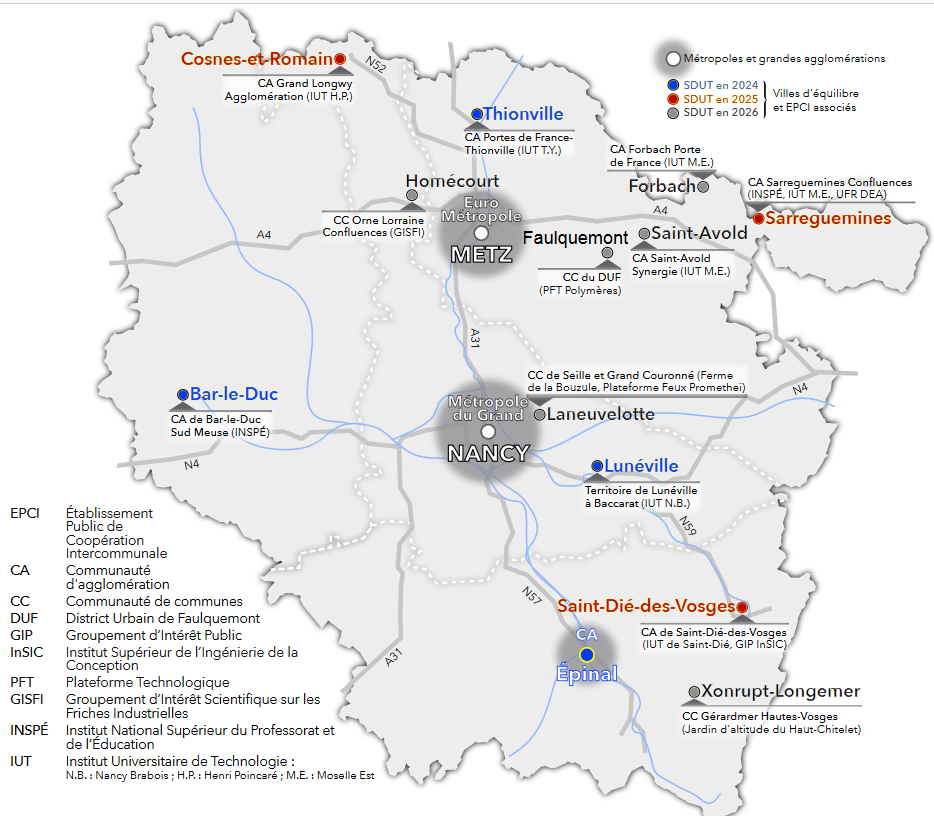 Cosnes-et-Romain
CA Grand Longwy
Agglomération (IUT H.P.)
N52
Métropoles et grandes agglomérations
SDUT en 2024
SDUT en 2025
SDUT en 2026
Villes d'équilibre
et EPCI associés
Thionville
CA Portes de France-
Thionville (IUT T.Y.)
CA Forbach Porte
de France (IUT M.E.)
Forbach
Homécourt
CC Orne Lorraine
Confluences (GISFI)
CA Sarreguemines Confluences
(INSPÉ, IUT M.E., UFR DEA)
Sarreguemines
Euro
Métropole
METZ
A4
A4
Faulquemont
CC du DUF
(PFT Polymères)
Saint-Avold
CA Saint-Avold
Synergie (IUT M.E.)
A31
CC de Seille et Grand Couronné (Ferme
de la Bouzule, Plateforme Feux Promethei)
Laneuvelotte
N4
Bar-le-Duc
CA de Bar-le-Duc
Sud Meuse (INSPÉ)
N4
Métropole
du Grand
NANCY
Lunéville
Territoire de Lunéville
à Baccarat (IUT N.B.)
N59
N57
A31
Saint-Dié-des-Vosges
CA de Saint-Dié-des-Vosges
(IUT de Saint-Dié, GIP InSIC)
CA
Épinal
Xonrupt-Longemer
CC Gérardmer Hautes-Vosges
(Jardin d'altitude du Haut-Chitelet)
EPCI Établissement
Public de
Coopération
Intercommunale
CA Communauté
d'agglomération
CC Communauté de communes
DUF District Urbain de Faulquemont
GIP Groupement d'Intérêt Public
InSIC Institut Supérieur de l'Ingénierie de la
Conception
PFT Plateforme Technologique
GISFI Groupement d'Intérêt Scientifique sur les
Friches Industrielles
INSPÉ Institut National Supérieur du Professorat et
de l'Éducation
IUT Institut Universitaire de Technologie :
N.B. : Nancy Brabois ; H.P. : Henri Poincaré ; M.E. : Moselle Est